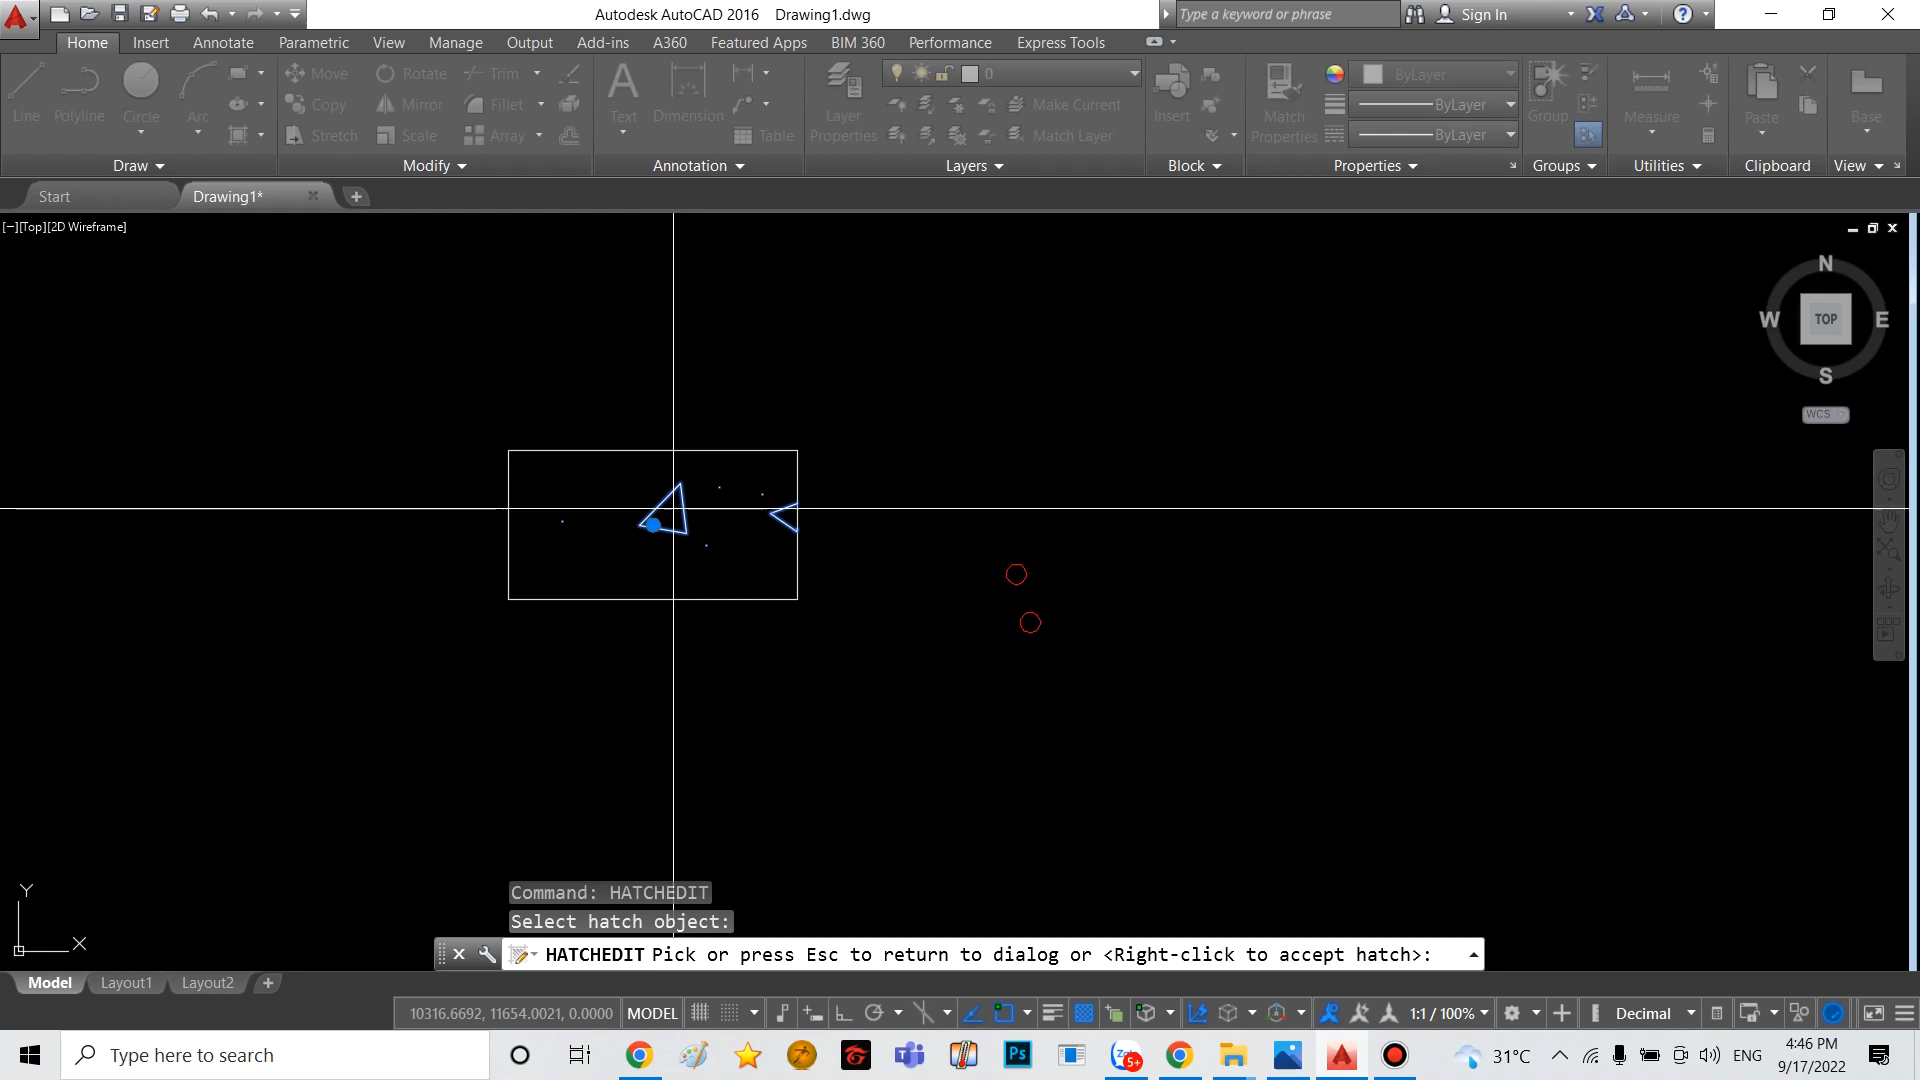 Autodesk AutoCAD 2016 Drawing1.dwg
Type a keyword or phrase
Sign In
Home Insert Annotate Parametric View Manage Output Add-ins A360 Featured Apps BIM 360 Performance Express Tools
Line Polyline Circle Arc
Move Rotate Trim
Copy Mirror Fillet
Stretch Scale Array
Text Dimension Table
Layer Properties
0
Make Current
Match Layer
Insert
Match Properties
ByLayer
ByLayer
ByLayer
Group
Measure
Paste
Base
Draw Modify Annotation Layers Block Properties Groups Utilities Clipboard View
Start Drawing1*
[−][Top][2D Wireframe]
N
W TOP E
S
WCS
Y
X
Command: HATCHEDIT
Select hatch object:
HATCHEDIT Pick or press Esc to return to dialog or <Right-click to accept hatch>:
Model Layout1 Layout2
10316.6692, 11654.0021, 0.0000 MODEL 1:1 / 100% Decimal
Type here to search
Ps
5+
31°C
ENG
4:46 PM
9/17/2022